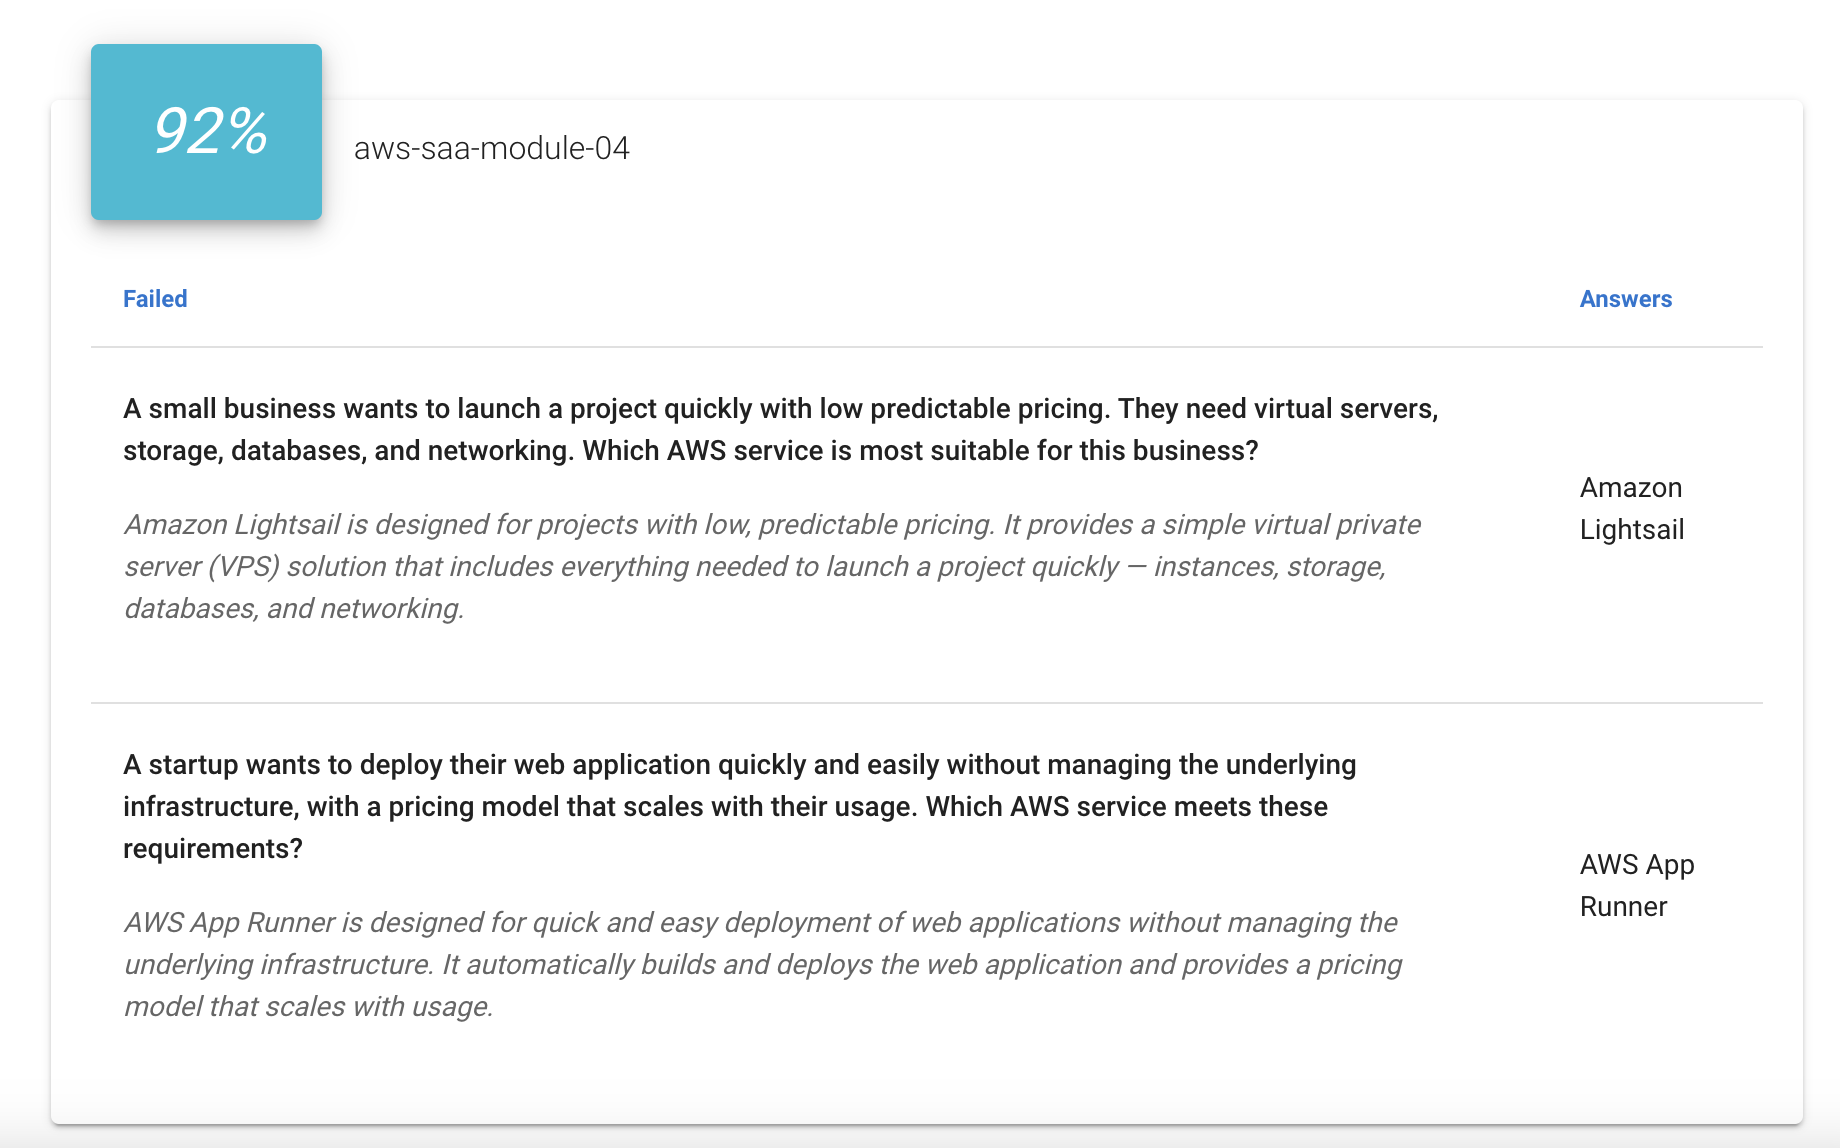 92%
aws-saa-module-04
Failed
Answers
A small business wants to launch a project quickly with low predictable pricing. They need virtual servers,
storage, databases, and networking. Which AWS service is most suitable for this business?
Amazon Lightsail is designed for projects with low, predictable pricing. It provides a simple virtual private
server (VPS) solution that includes everything needed to launch a project quickly — instances, storage,
databases, and networking.
Amazon
Lightsail
A startup wants to deploy their web application quickly and easily without managing the underlying
infrastructure, with a pricing model that scales with their usage. Which AWS service meets these
requirements?
AWS App Runner is designed for quick and easy deployment of web applications without managing the
underlying infrastructure. It automatically builds and deploys the web application and provides a pricing
model that scales with usage.
AWS App
Runner